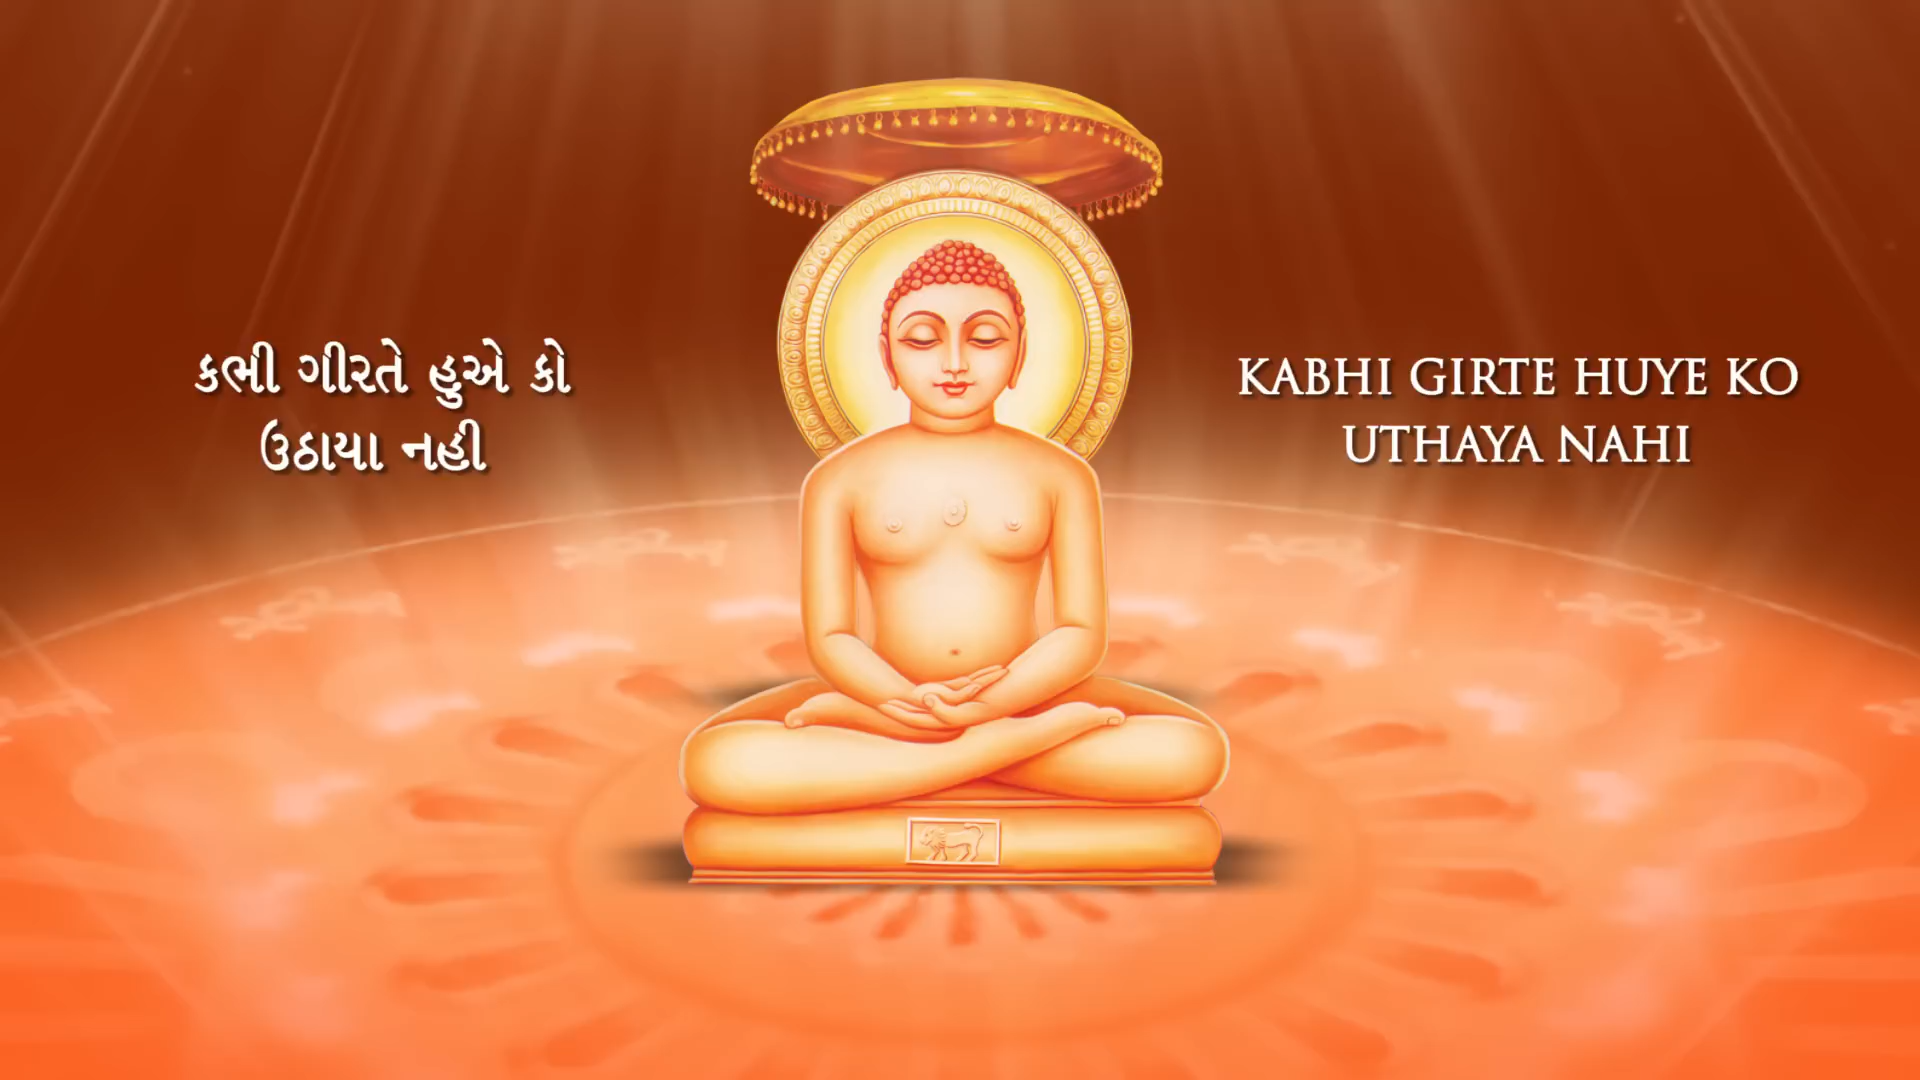 કભી ગીરતે હુએ કો
ઉઠાયા નહી
KABHI GIRTE HUYE KO
UTHAYA NAHI